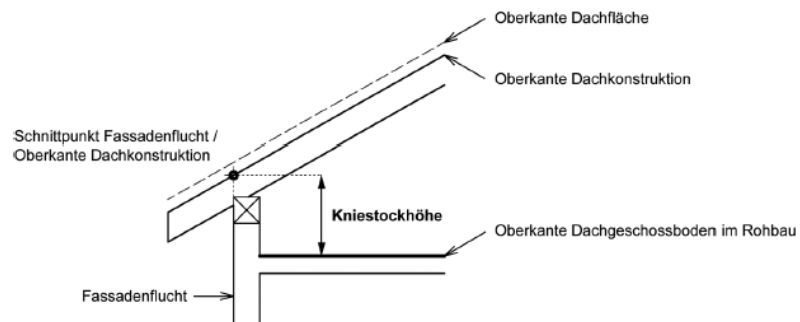 Oberkante Dachfläche
Oberkante Dachkonstruktion
Schnittpunkt Fassadenflucht /
Oberkante Dachkonstruktion
Kniestockhöhe
Oberkante Dachgeschossboden im Rohbau
Fassadenflucht